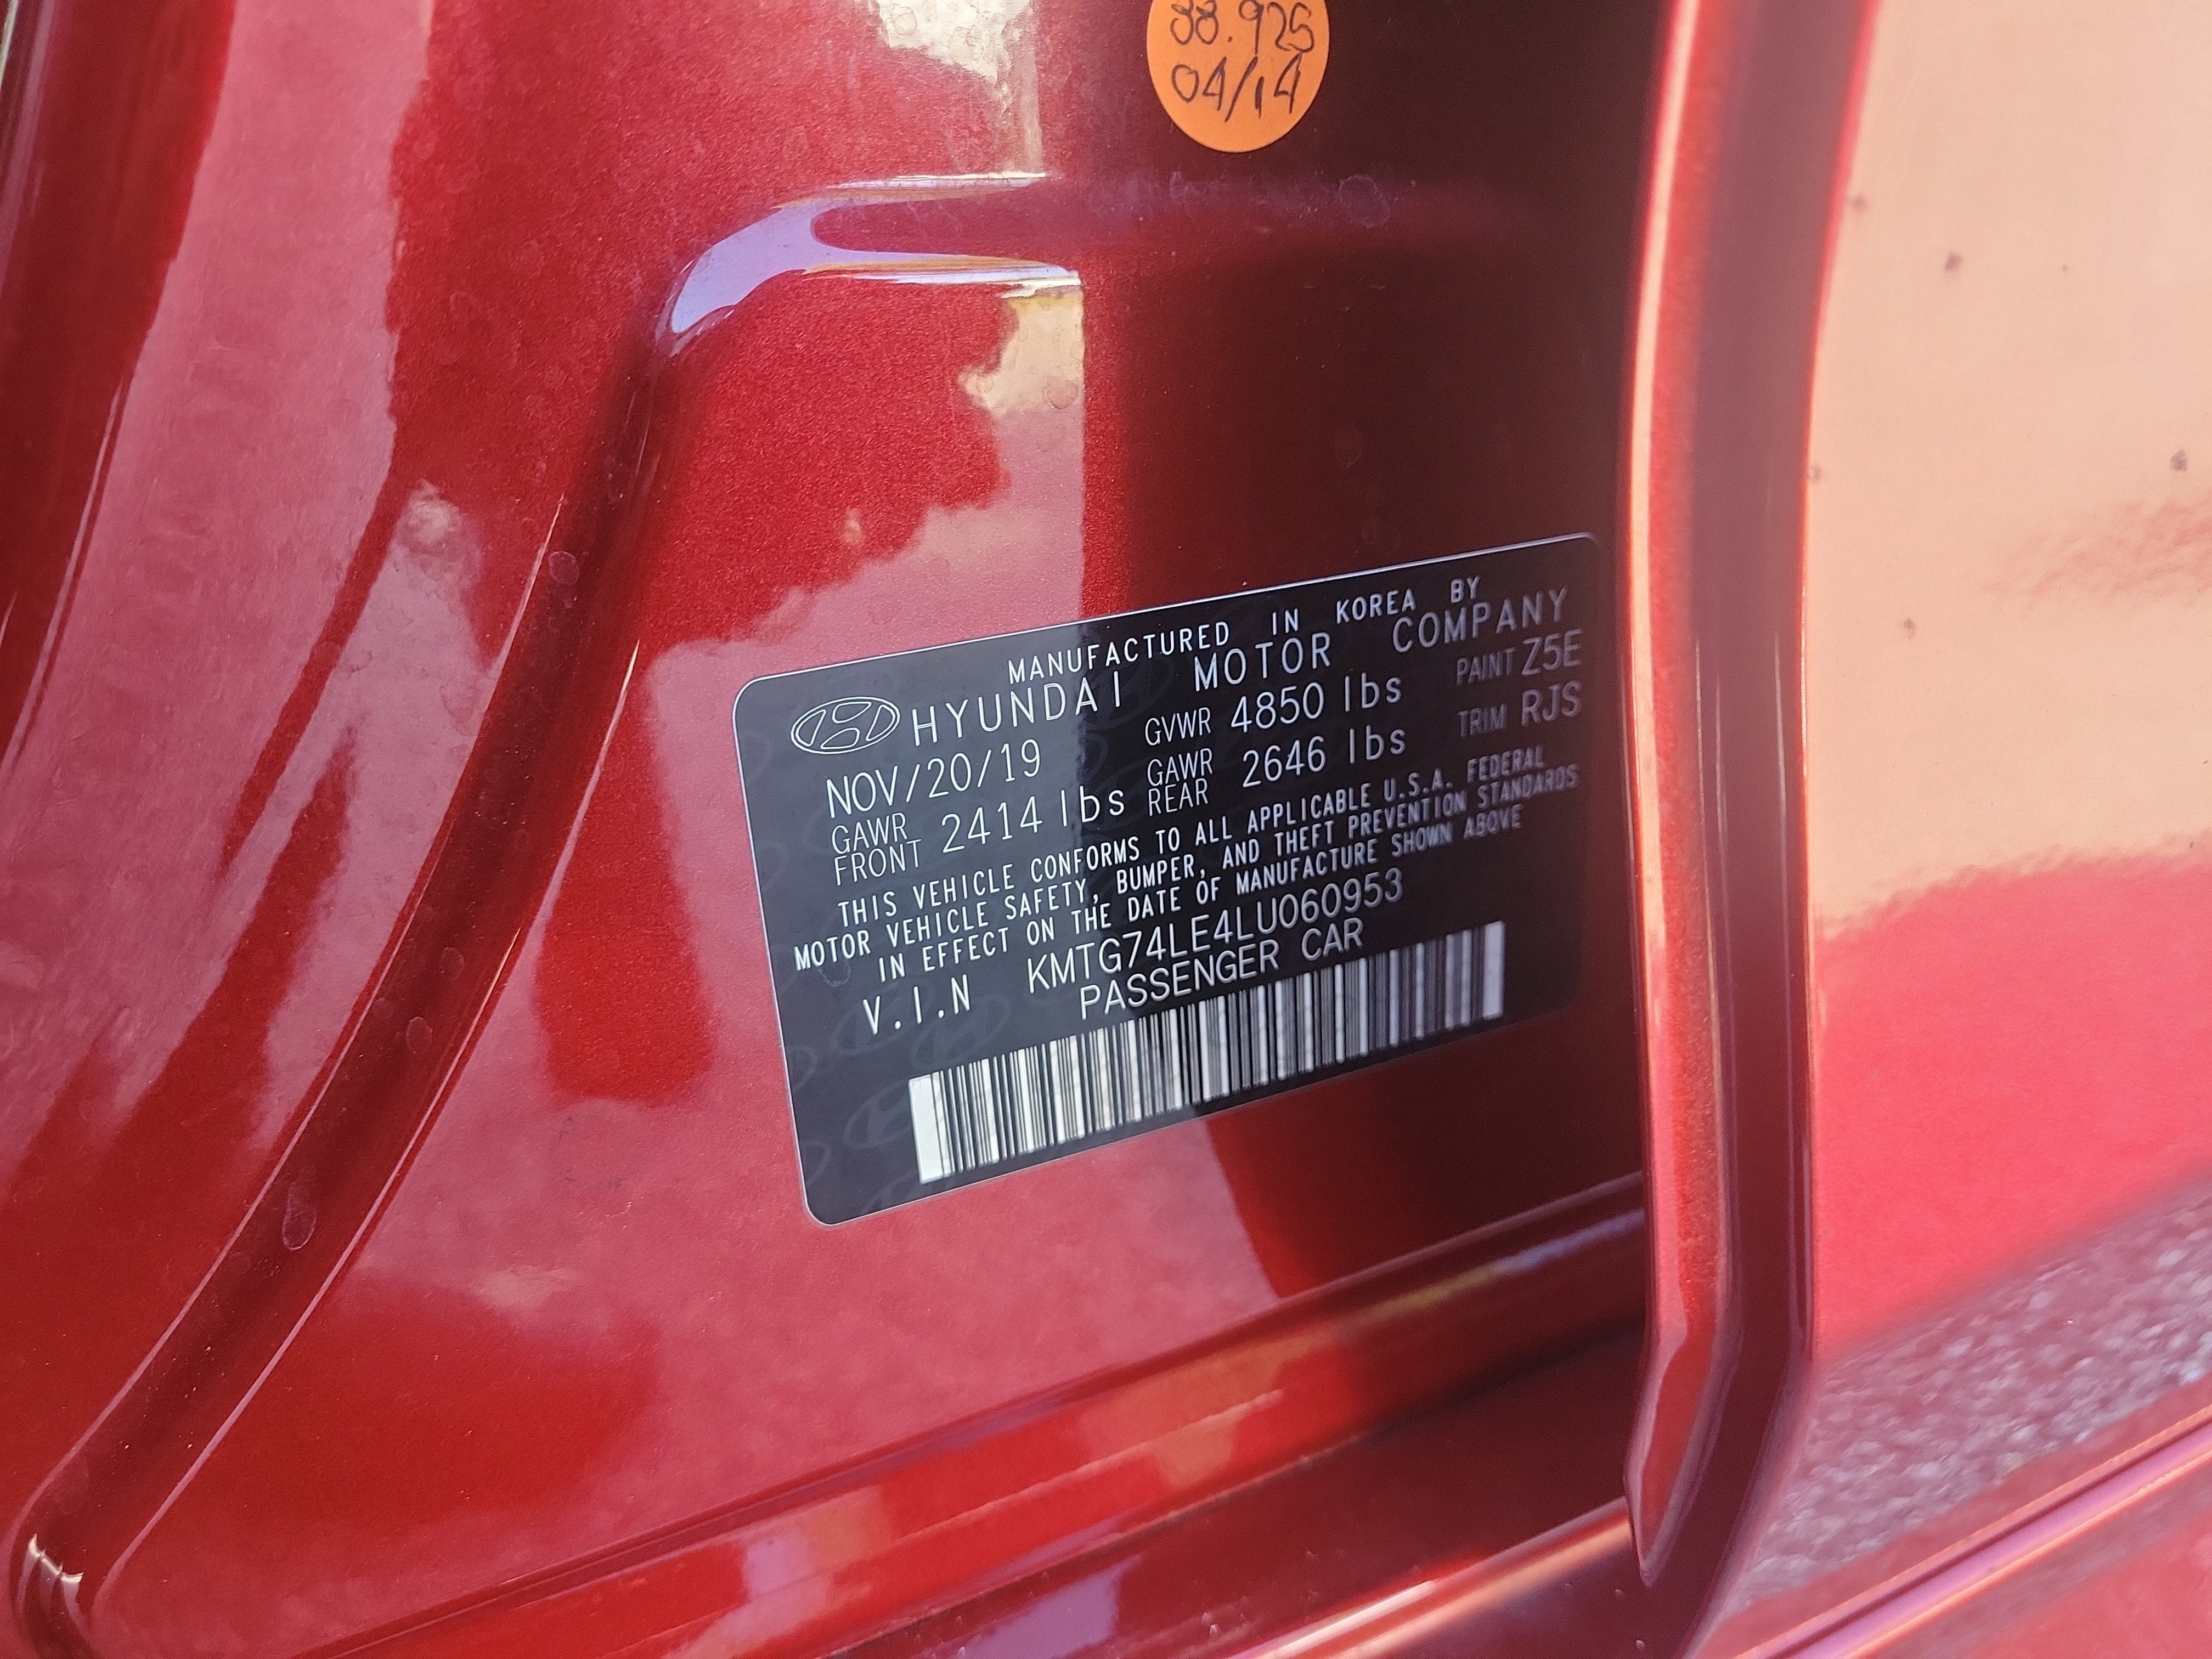 38.925
04/14
MANUFACTURED IN KOREA BY
HYUNDAI MOTOR COMPANY
NOV/20/19 GVWR 4850 lbs PAINT Z5E
GAWR FRONT 2414 lbs GAWR REAR 2646 lbs TRIM RJS
THIS VEHICLE CONFORMS TO ALL APPLICABLE U.S.A. FEDERAL
MOTOR VEHICLE SAFETY, BUMPER, AND THEFT PREVENTION STANDARDS
IN EFFECT ON THE DATE OF MANUFACTURE SHOWN ABOVE
V.I.N KMTG74LE4LU060953
PASSENGER CAR